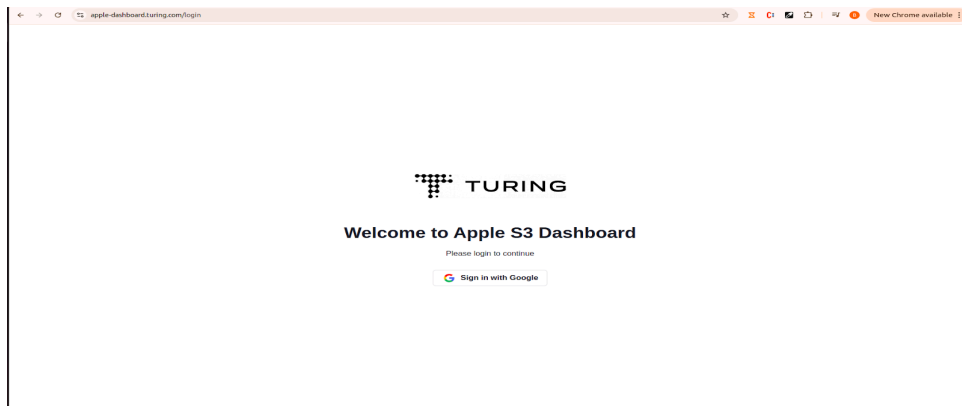 apple-dashboard.turing.com/login
New Chrome available
TURING
Welcome to Apple S3 Dashboard
Please login to continue
Sign in with Google